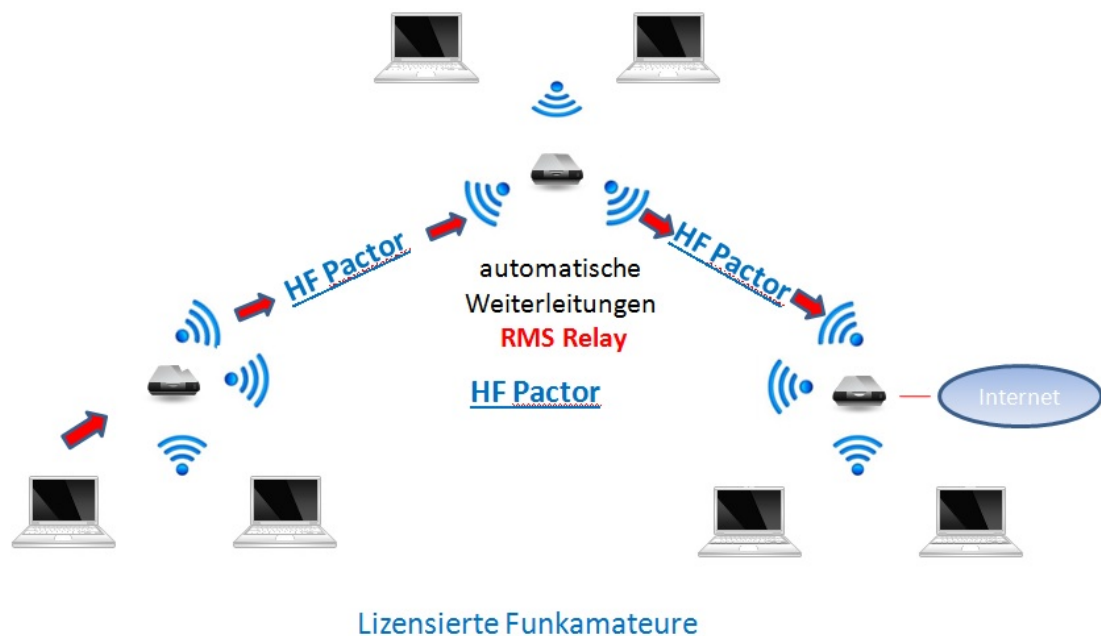 HF Pactor
HF Pactor
automatische
Weiterleitungen
RMS Relay
HF Pactor
Internet
Lizensierte Funkamateure